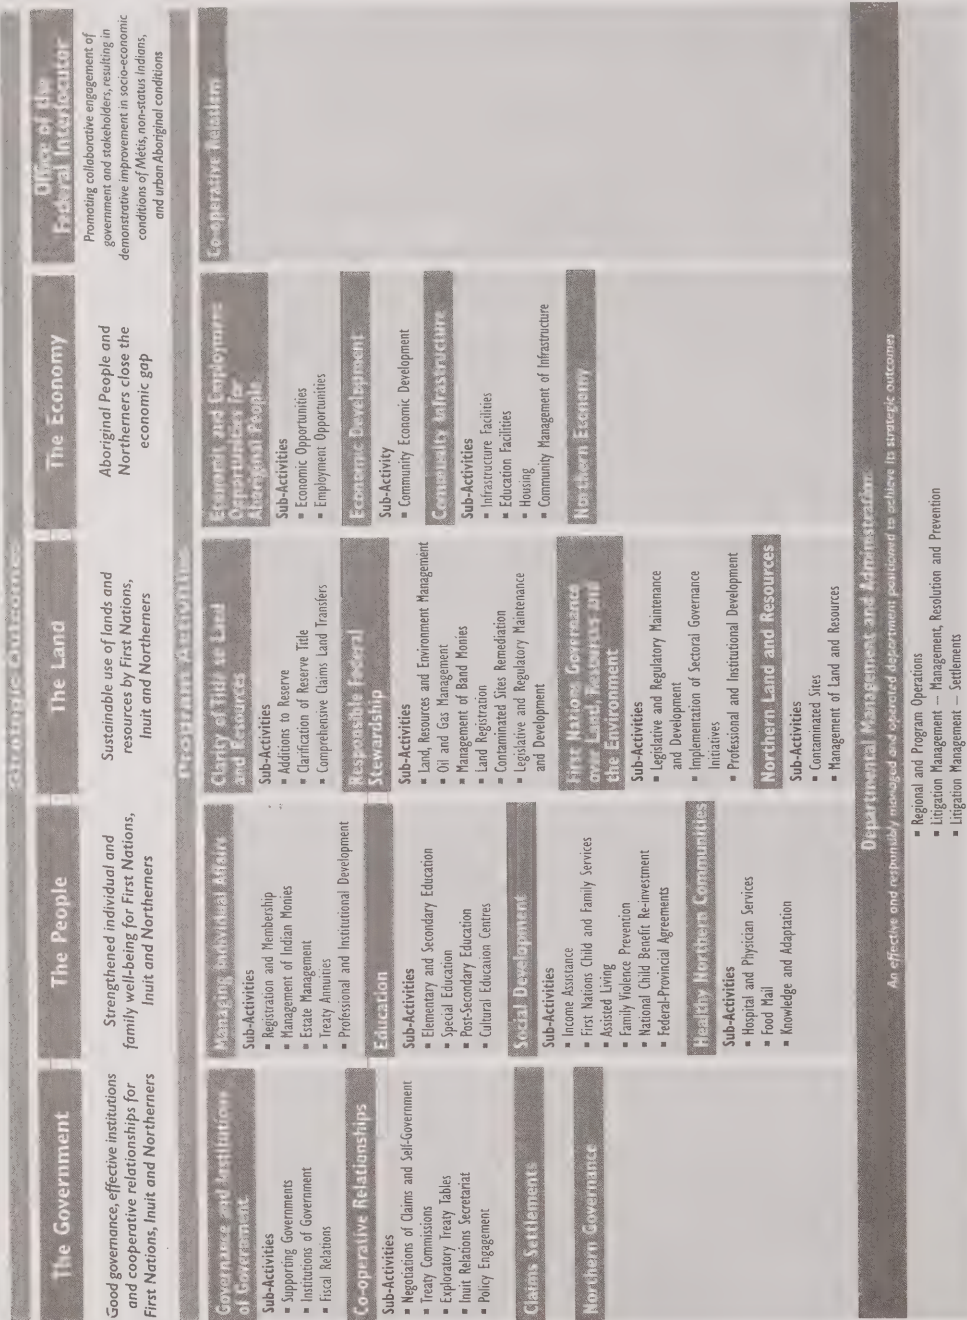 Strategic Outcome
The Government
Good governance, effective institutions
and cooperative relationships for
First Nations, Inuit and Northerners
The People
Strengthened individual and
family well-being for First Nations,
Inuit and Northerners
The Land
Sustainable use of lands and
resources by First Nations,
Inuit and Northerners
The Economy
Aboriginal People and
Northerners close the
economic gap
Office of the
Federal Interlocutor
Promoting collaborative engagement of
government and stakeholders, resulting in
demonstrative improvement in socio-economic
conditions of Métis, non-status Indians,
and urban Aboriginal conditions
Program Activity
Governance and Institutions
of Government
Sub-Activities
▪ Supporting Governments
▪ Institutions of Government
▪ Fiscal Relations
Co-operative Relationships
Sub-Activities
▪ Negotiations of Claims and Self-Government
▪ Treaty Commissions
▪ Exploratory Treaty Tables
▪ Inuit Relations Secretariat
▪ Policy Engagement
Claims Settlements
Northern Governance
Managing Individual Affairs
Sub-Activities
▪ Registration and Membership
▪ Management of Indian Monies
▪ Estate Management
▪ Treaty Annuities
▪ Professional and Institutional Development
Education
Sub-Activities
▪ Elementary and Secondary Education
▪ Special Education
▪ Post-Secondary Education
▪ Cultural Education Centres
Social Development
Sub-Activities
▪ Income Assistance
▪ First Nations Child and Family Services
▪ Assisted Living
▪ Family Violence Prevention
▪ National Child Benefit Re-investment
▪ Federal-Provincial Agreements
Healthy Northern Communities
Sub-Activities
▪ Hospital and Physician Services
▪ Food Mail
▪ Knowledge and Adaptation
Clarity of Title to Land
and Resources
Sub-Activities
▪ Additions to Reserve
▪ Clarification of Reserve Title
▪ Comprehensive Claims Land Transfers
Responsible Federal
Stewardship
Sub-Activities
▪ Land, Resources and Environment Management
▪ Oil and Gas Management
▪ Management of Band Monies
▪ Land Registration
▪ Contaminated Sites Remediation
▪ Legislative and Regulatory Maintenance
and Development
First Nations Governance
over Land, Resources and
the Environment
Sub-Activities
▪ Legislative and Regulatory Maintenance
and Development
▪ Implementation of Sectoral Governance
Initiatives
▪ Professional and Institutional Development
Northern Land and Resources
Sub-Activities
▪ Contaminated Sites
▪ Management of Land and Resources
Economic and Employment
Opportunities for
Aboriginal People
Sub-Activities
▪ Economic Opportunities
▪ Employment Opportunities
Economic Development
Sub-Activity
▪ Community Economic Development
Community Infrastructure
Sub-Activities
▪ Infrastructure Facilities
▪ Education Facilities
▪ Housing
▪ Community Management of Infrastructure
Northern Economy
Co-operative Relations
Departmental Management and Administration
An effective and responsibly managed and operated department positioned to achieve its strategic outcomes
▪ Regional and Program Operations
▪ Litigation Management – Management, Resolution and Prevention
▪ Litigation Management – Settlements